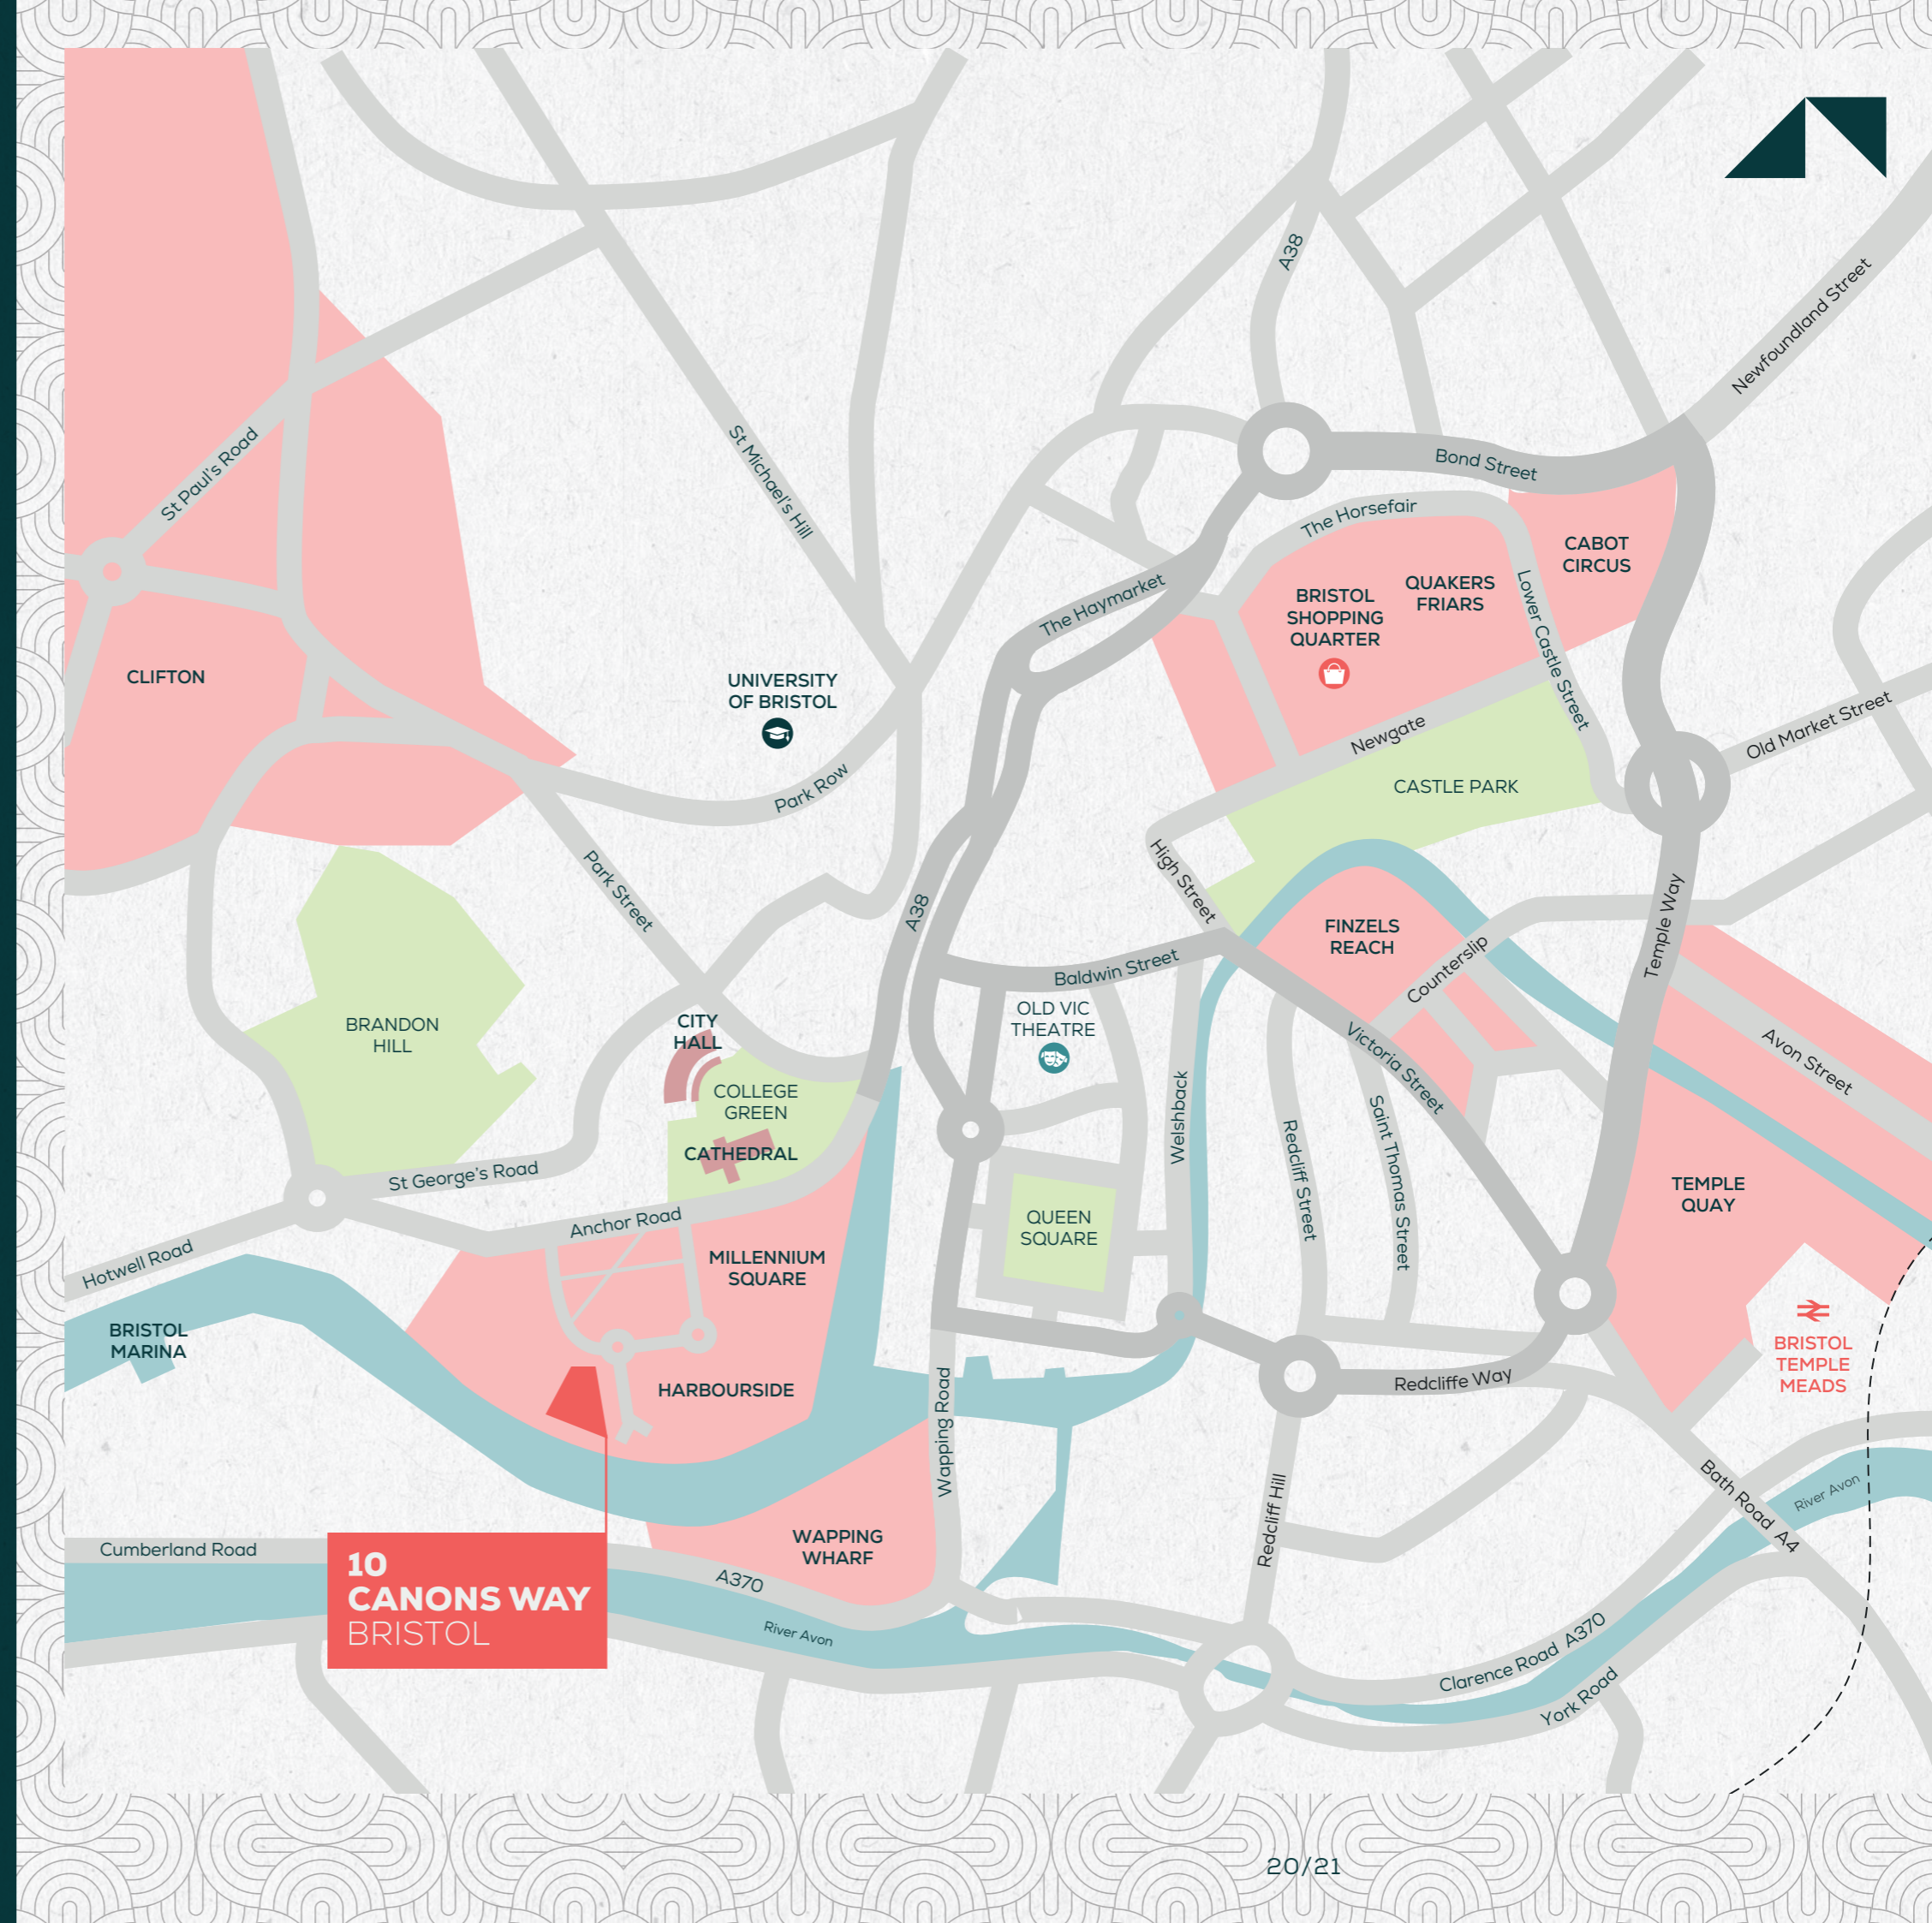 A38
Newfoundland Street
St Paul's Road
St Michael's Hill
Bond Street
The Horsefair
CABOT
CIRCUS
QUAKERS
FRIARS
BRISTOL
SHOPPING
QUARTER
Lower Castle Street
The Haymarket
CLIFTON
UNIVERSITY
OF BRISTOL
Newgate
Old Market Street
Park Row
CASTLE PARK
High Street
Park Street
A38
FINZELS
REACH
Temple Way
Counterslip
Baldwin Street
OLD VIC
THEATRE
CITY
HALL
BRANDON
HILL
Victoria Street
Avon Street
COLLEGE
GREEN
Welshback
CATHEDRAL
Redcliff Street
Saint Thomas Street
St George's Road
TEMPLE
QUAY
Anchor Road
QUEEN
SQUARE
Hotwell Road
MILLENNIUM
SQUARE
BRISTOL
MARINA
BRISTOL
TEMPLE
MEADS
HARBOURSIDE
Redcliffe Way
Wapping Road
Redcliff Hill
Bath Road A4
River Avon
WAPPING
WHARF
Cumberland Road
10
CANONS WAY
BRISTOL
A370
River Avon
Clarence Road A370
York Road
20/21